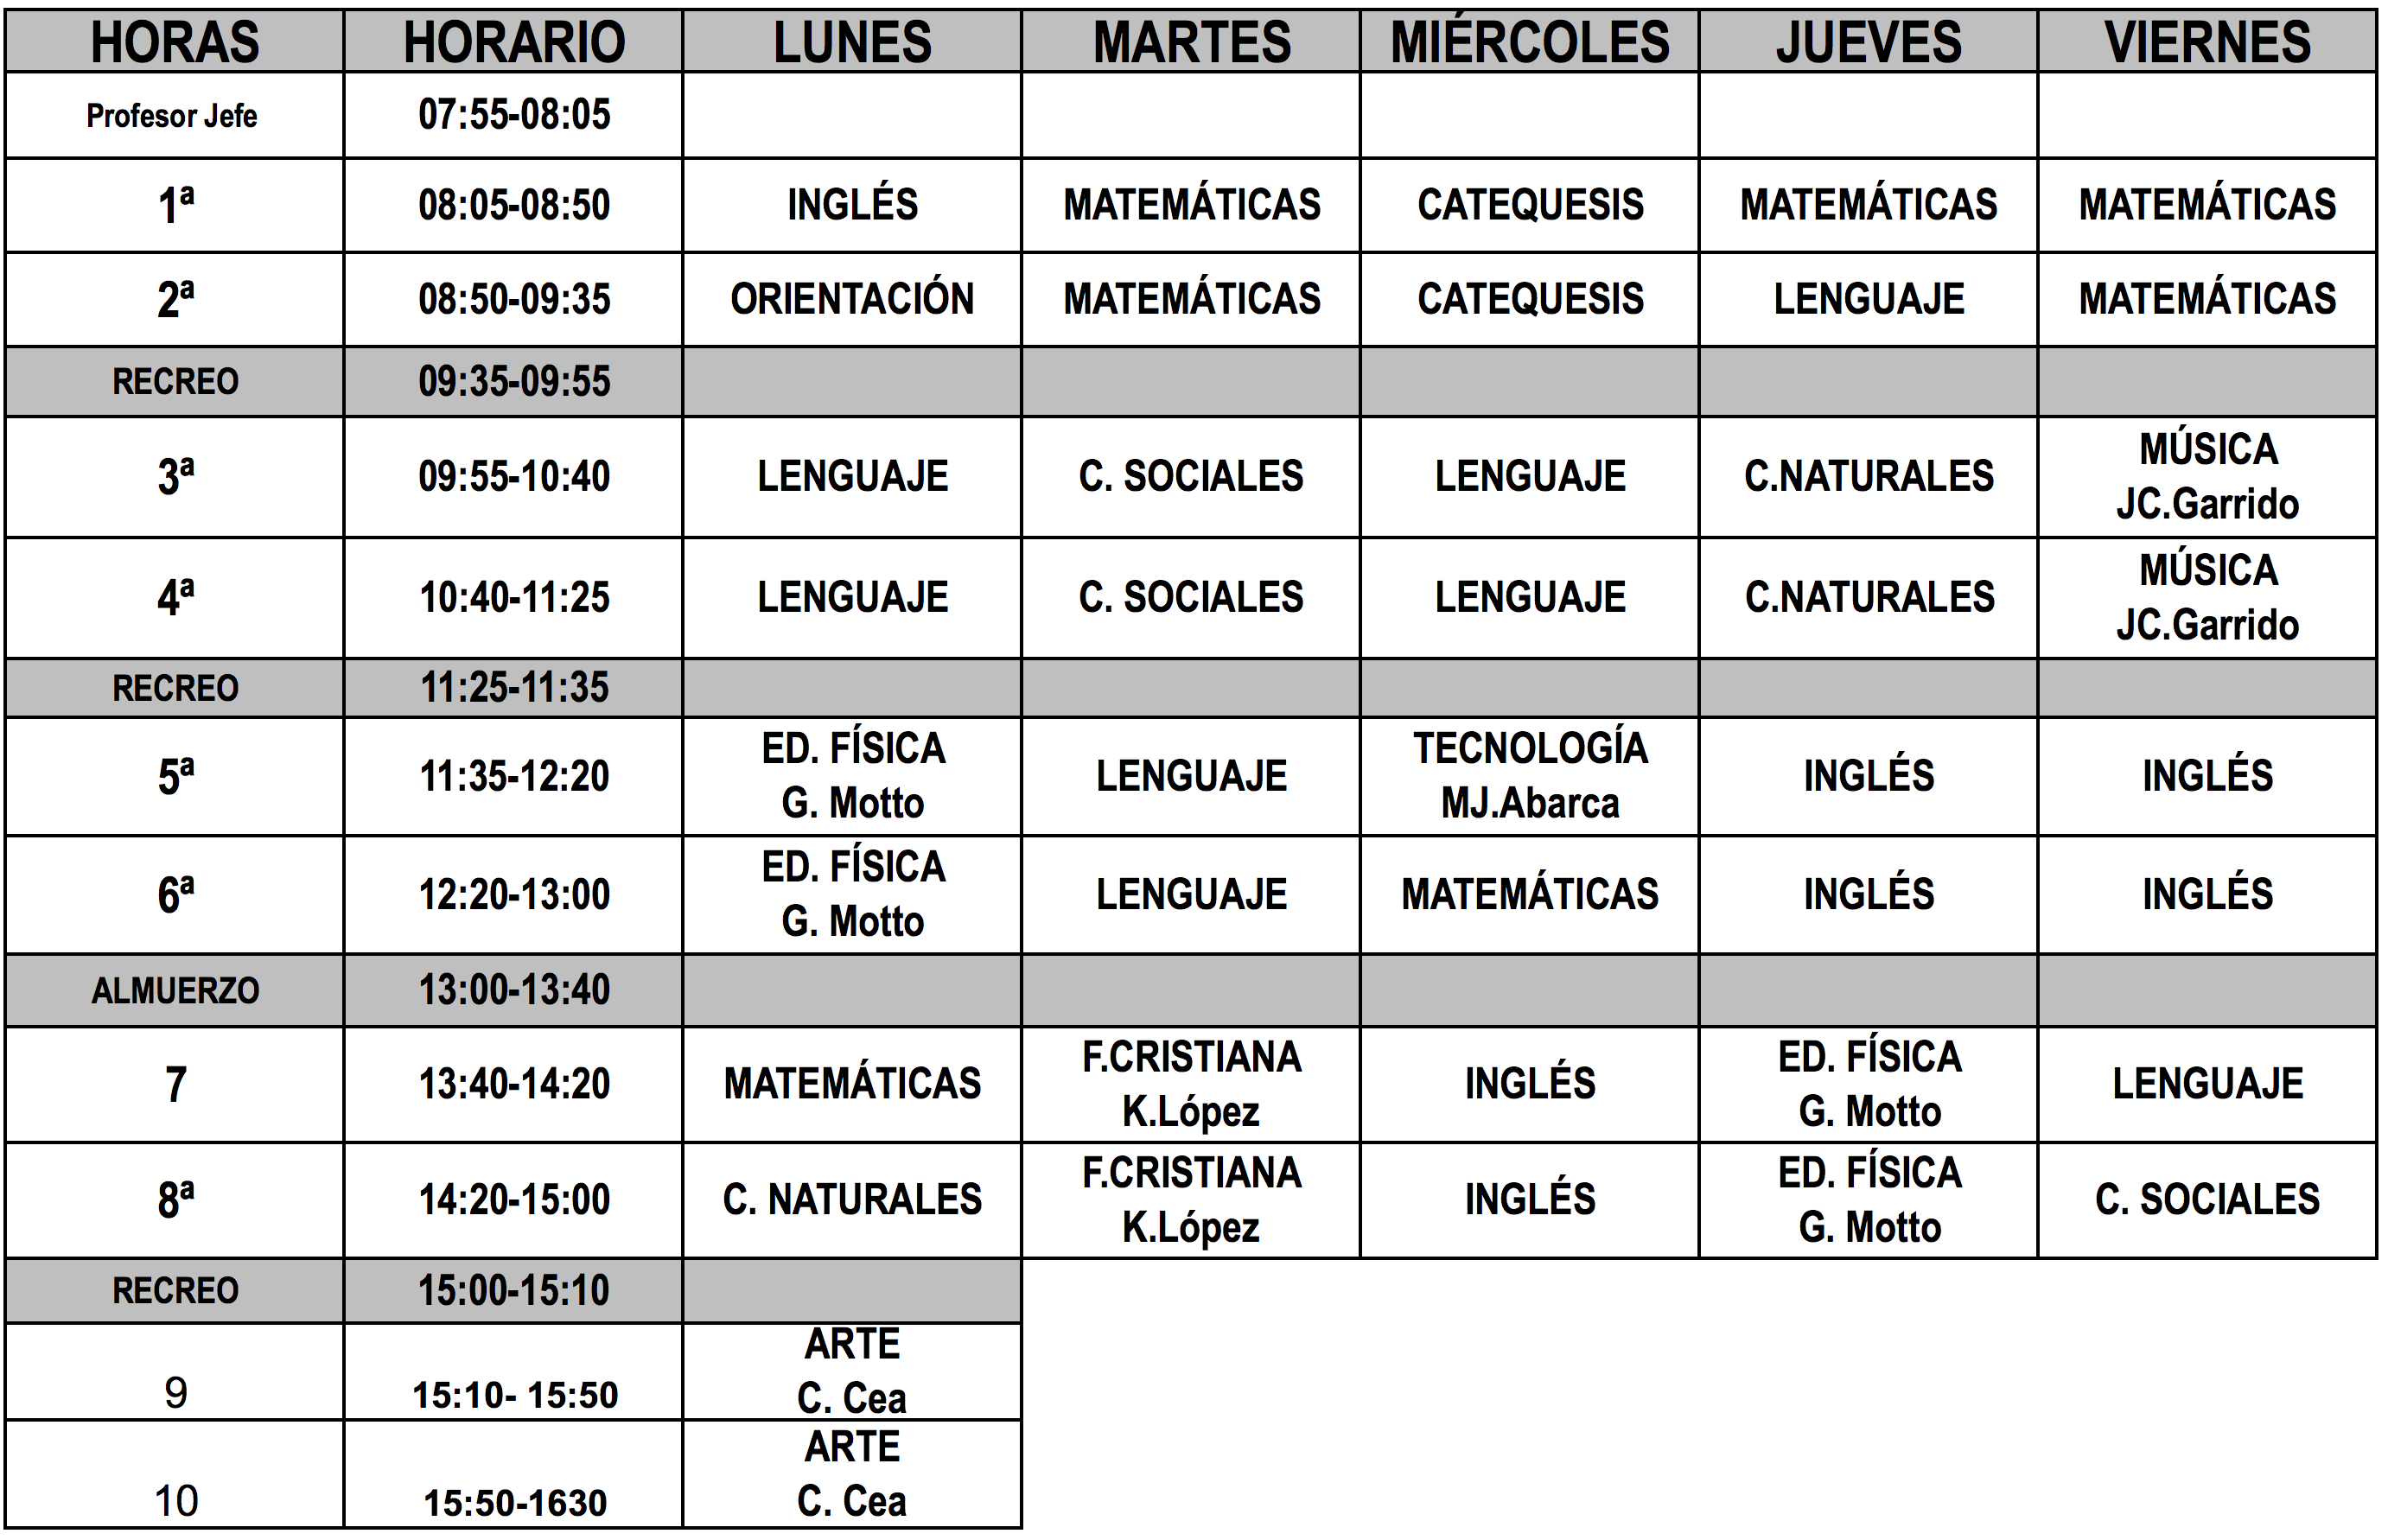 HORAS HORARIO LUNES MARTES MIÉRCOLES JUEVES VIERNES
Profesor Jefe 07:55-08:05
1ª 08:05-08:50 INGLÉS MATEMÁTICAS CATEQUESIS MATEMÁTICAS MATEMÁTICAS
2ª 08:50-09:35 ORIENTACIÓN MATEMÁTICAS CATEQUESIS LENGUAJE MATEMÁTICAS
RECREO 09:35-09:55
3ª 09:55-10:40 LENGUAJE C. SOCIALES LENGUAJE C.NATURALES MÚSICA
JC.Garrido
4ª 10:40-11:25 LENGUAJE C. SOCIALES LENGUAJE C.NATURALES MÚSICA
JC.Garrido
RECREO 11:25-11:35
5ª 11:35-12:20 ED. FÍSICA LENGUAJE TECNOLOGÍA INGLÉS INGLÉS
G. Motto MJ.Abarca
6ª 12:20-13:00 ED. FÍSICA LENGUAJE MATEMÁTICAS INGLÉS INGLÉS
G. Motto
ALMUERZO 13:00-13:40
7 13:40-14:20 MATEMÁTICAS F.CRISTIANA INGLÉS ED. FÍSICA LENGUAJE
K.López G. Motto
8ª 14:20-15:00 C. NATURALES F.CRISTIANA INGLÉS ED. FÍSICA C. SOCIALES
K.López G. Motto
RECREO 15:00-15:10
9 15:10- 15:50 ARTE
C. Cea
10 15:50-1630 ARTE
C. Cea